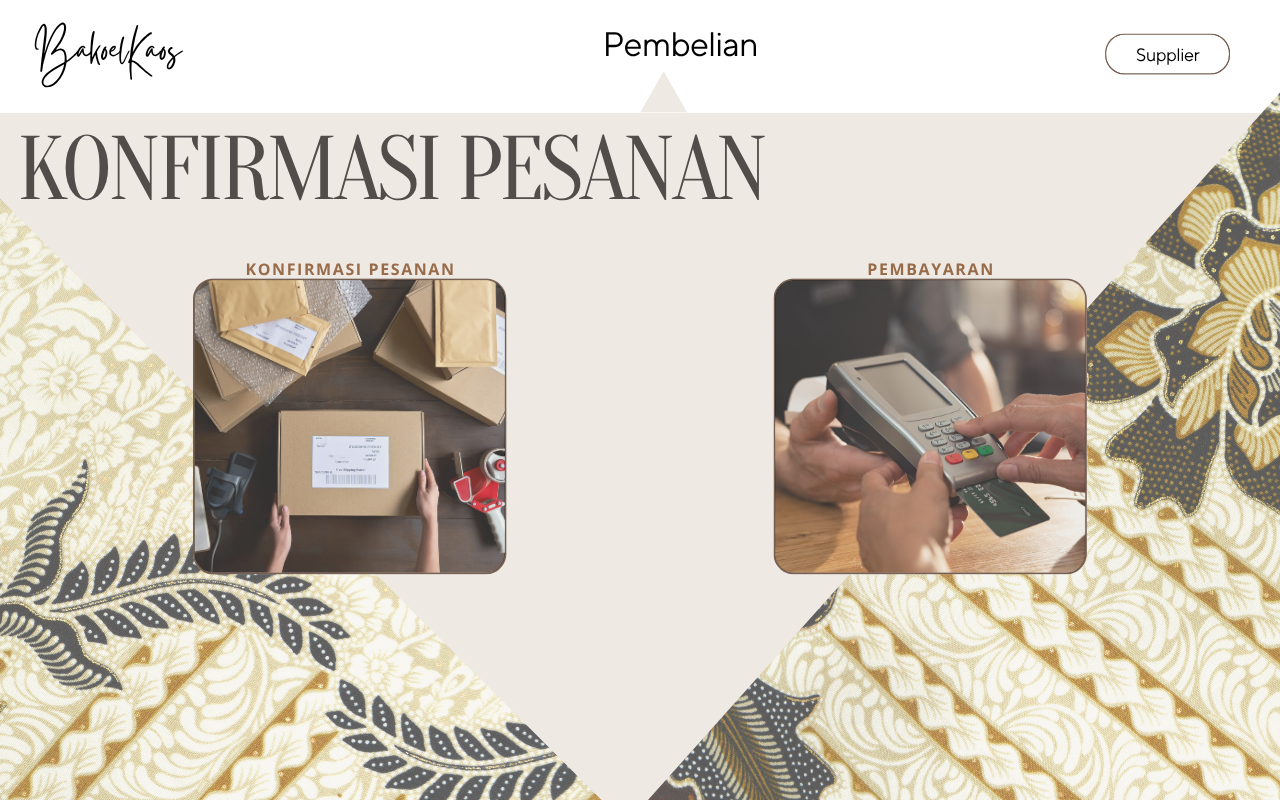 BakoelKaos
Pembelian
Supplier
KONFIRMASI PESANAN
KONFIRMASI PESANAN
PEMBAYARAN